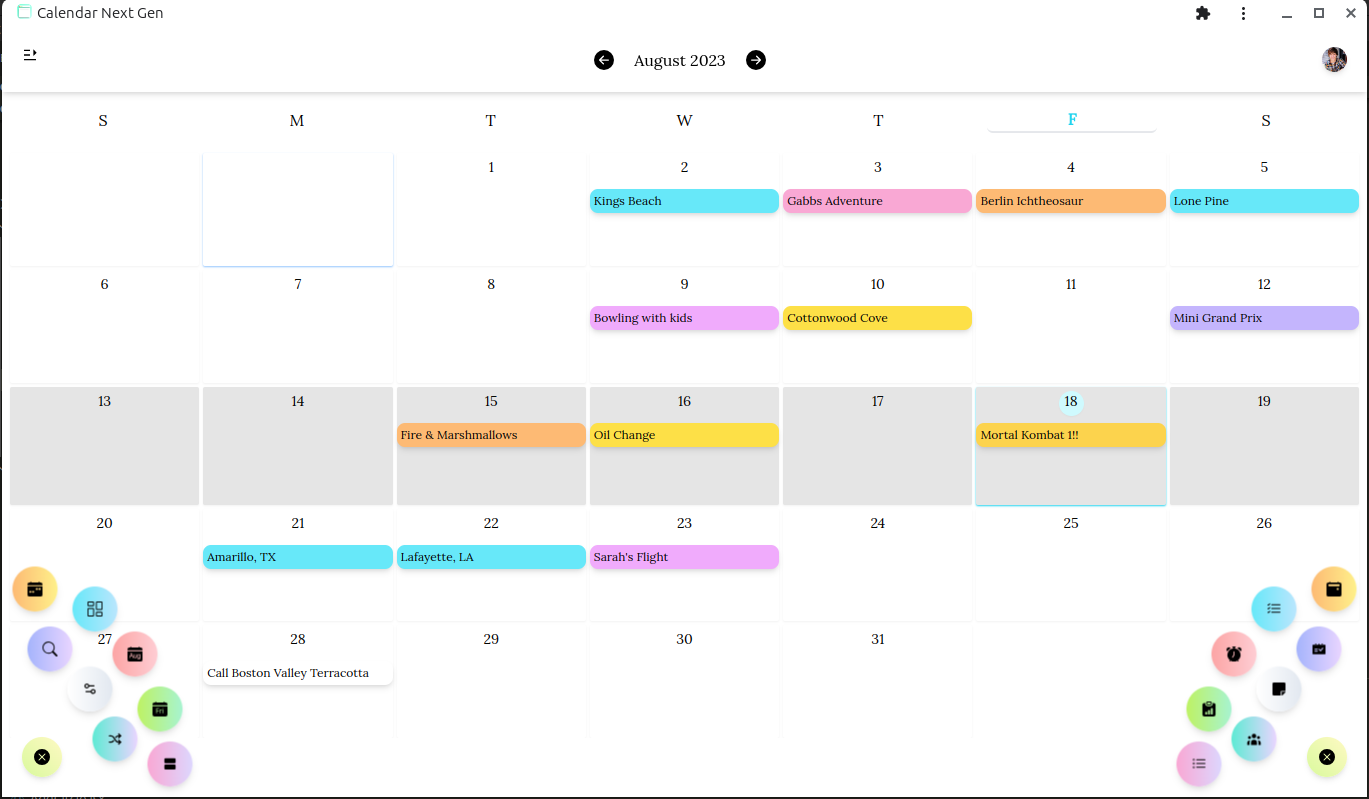 Calendar Next Gen
August 2023
S M T W T F S
1 2 3 4 5
Kings Beach Gabbs Adventure Berlin Ichtheosaur Lone Pine
6 7 8 9 10 11 12
Bowling with kids Cottonwood Cove Mini Grand Prix
13 14 15 16 17 18 19
Fire & Marshmallows Oil Change Mortal Kombat 1!!
20 21 22 23 24 25 26
Amarillo, TX Lafayette, LA Sarah's Flight
27 28 29 30 31
Aug
Call Boston Valley Terracotta
Fri